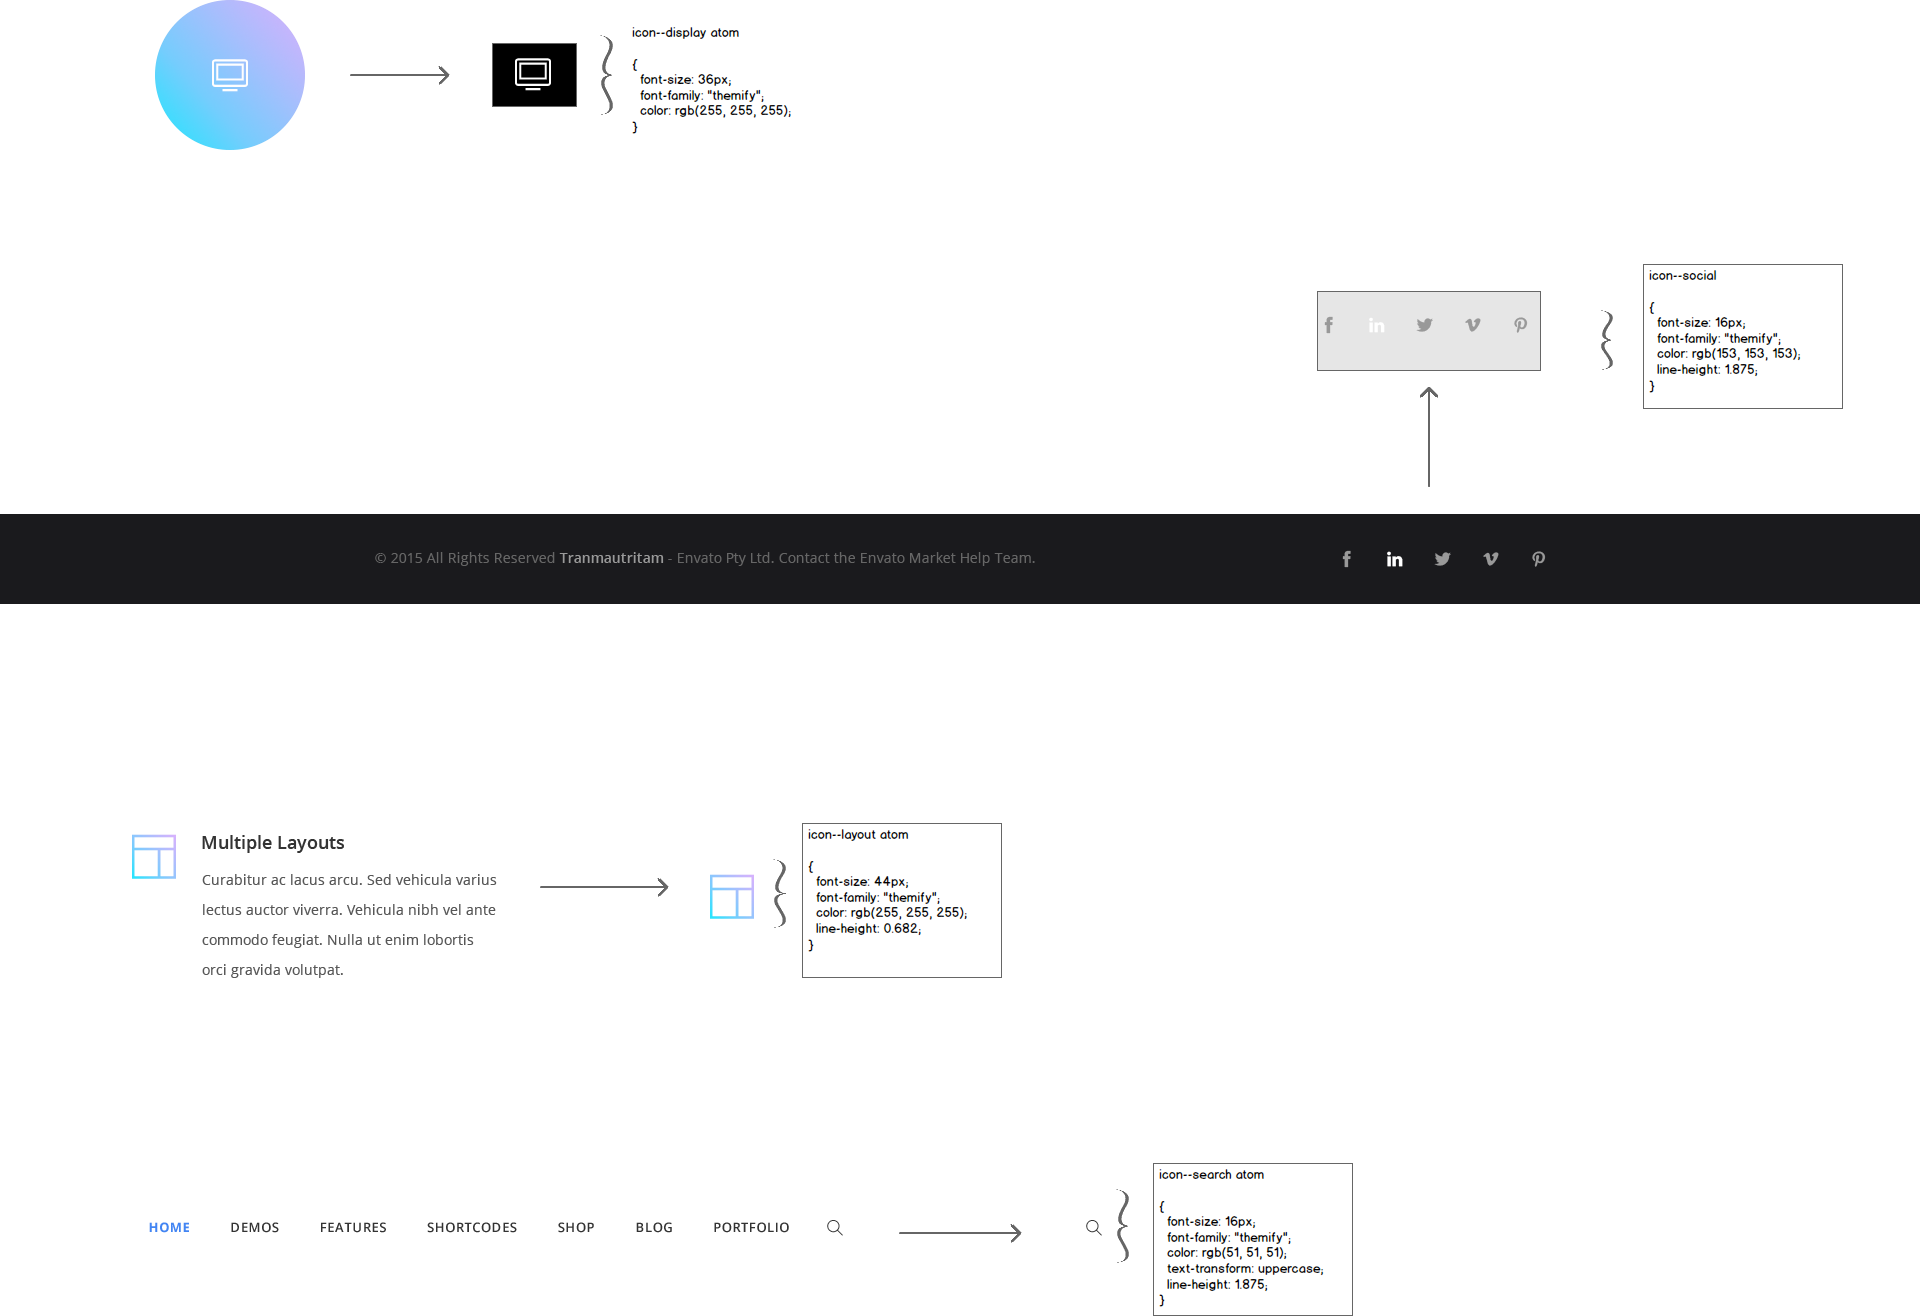 icon--display atom
{
font-size: 36px;
font-family: "themify";
color: rgb(255, 255, 255);
}
icon--social
{
font-size: 16px;
font-family: "themify";
color: rgb(153, 153, 153);
line-height: 1.875;
}
© 2015 All Rights Reserved Tranmautritam - Envato Pty Ltd. Contact the Envato Market Help Team.
Multiple Layouts
Curabitur ac lacus arcu. Sed vehicula varius
lectus auctor viverra. Vehicula nibh vel ante
commodo feugiat. Nulla ut enim lobortis
orci gravida volutpat.
icon--layout atom
{
font-size: 44px;
font-family: "themify";
color: rgb(255, 255, 255);
line-height: 0.682;
}
HOME DEMOS FEATURES SHORTCODES SHOP BLOG PORTFOLIO
icon--search atom
{
font-size: 16px;
font-family: "themify";
color: rgb(51, 51, 51);
text-transform: uppercase;
line-height: 1.875;
}